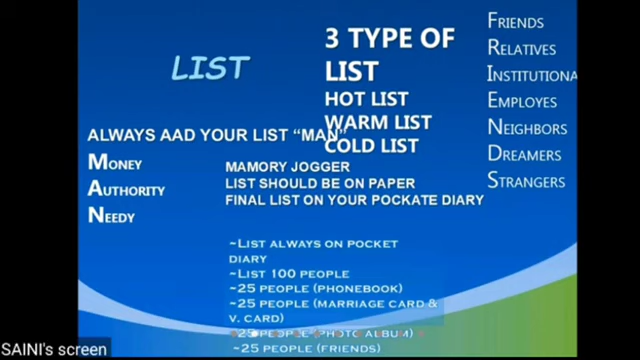 LIST
3 TYPE OF
LIST
HOT LIST
WARM LIST
COLD LIST
FRIENDS
RELATIVES
INSTITUTIONA
EMPLOYES
NEIGHBORS
DREAMERS
STRANGERS
ALWAYS AAD YOUR LIST “MAN”
MONEY
AUTHORITY
NEEDY
MAMORY JOGGER
LIST SHOULD BE ON PAPER
FINAL LIST ON YOUR POCKATE DIARY
~LIST ALWAYS ON POCKET
DIARY
~LIST 100 PEOPLE
~25 PEOPLE (PHONEBOOK)
~25 PEOPLE (MARRIAGE CARD &
V. CARD)
~25 PEOPLE (PHOTO ALBUM)
~25 PEOPLE (FRIENDS)
SAINI's screen